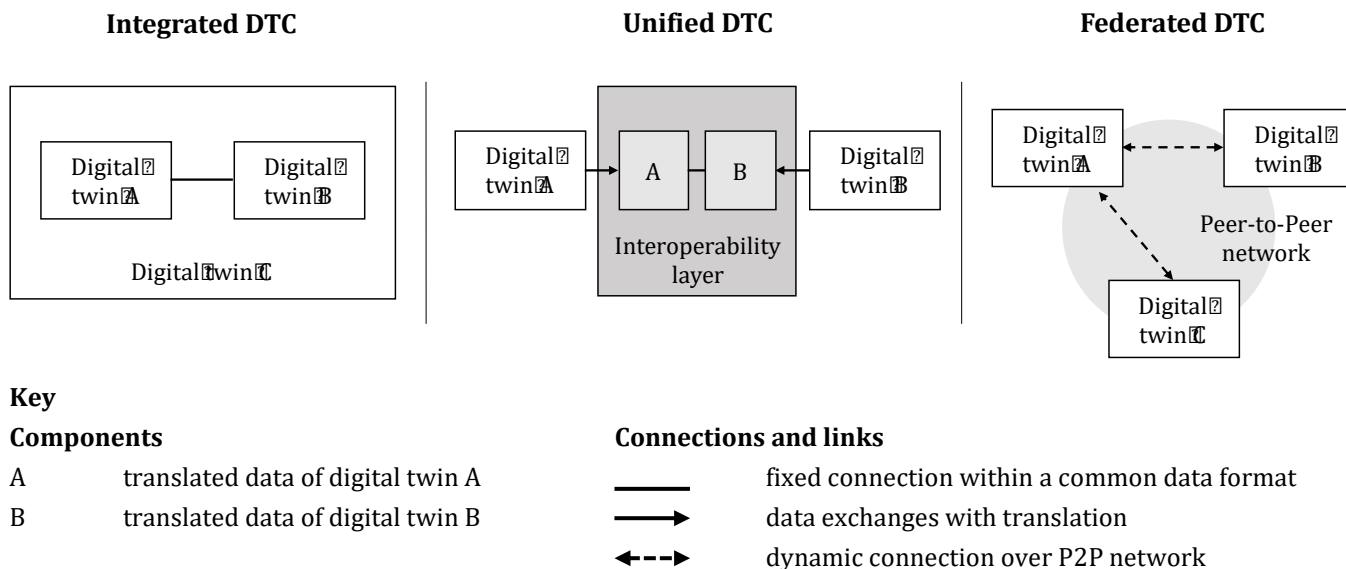 Integrated DTC
Unified DTC
Federated DTC
Digital
twin A
Digital
twin B
Digital twin C
Digital
twin A
A
B
Digital
twin B
Interoperability
layer
Digital
twin A
Digital
twin B
Peer-to-Peer
network
Digital
twin C
Key
Components
A translated data of digital twin A
B translated data of digital twin B
Connections and links
fixed connection within a common data format
data exchanges with translation
dynamic connection over P2P network